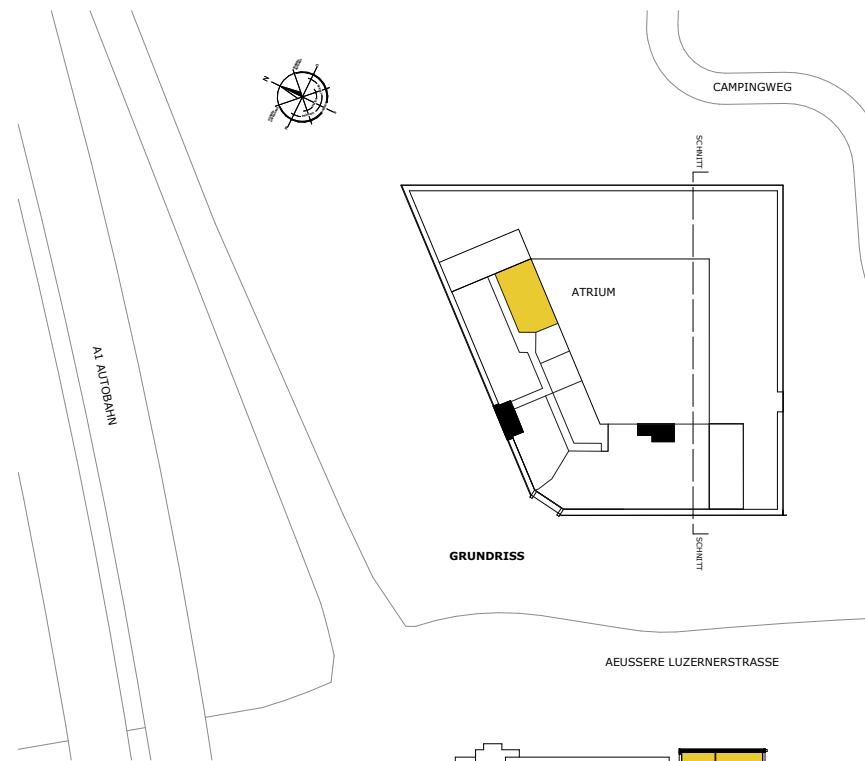 CAMPINGWEG
N
SCHNITT
ATRIUM
A1 AUTOBAHN
GRUNDRISS
SCHNITT
AEUSSERE LUZERNERSTRASSE